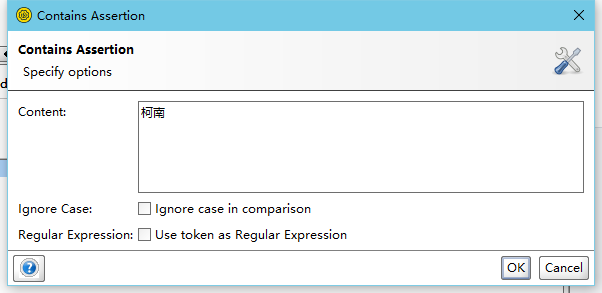 Contains Assertion
Contains Assertion
Specify options
Content:
柯南
Ignore Case:
Ignore case in comparison
Regular Expression:
Use token as Regular Expression
?
OK
Cancel